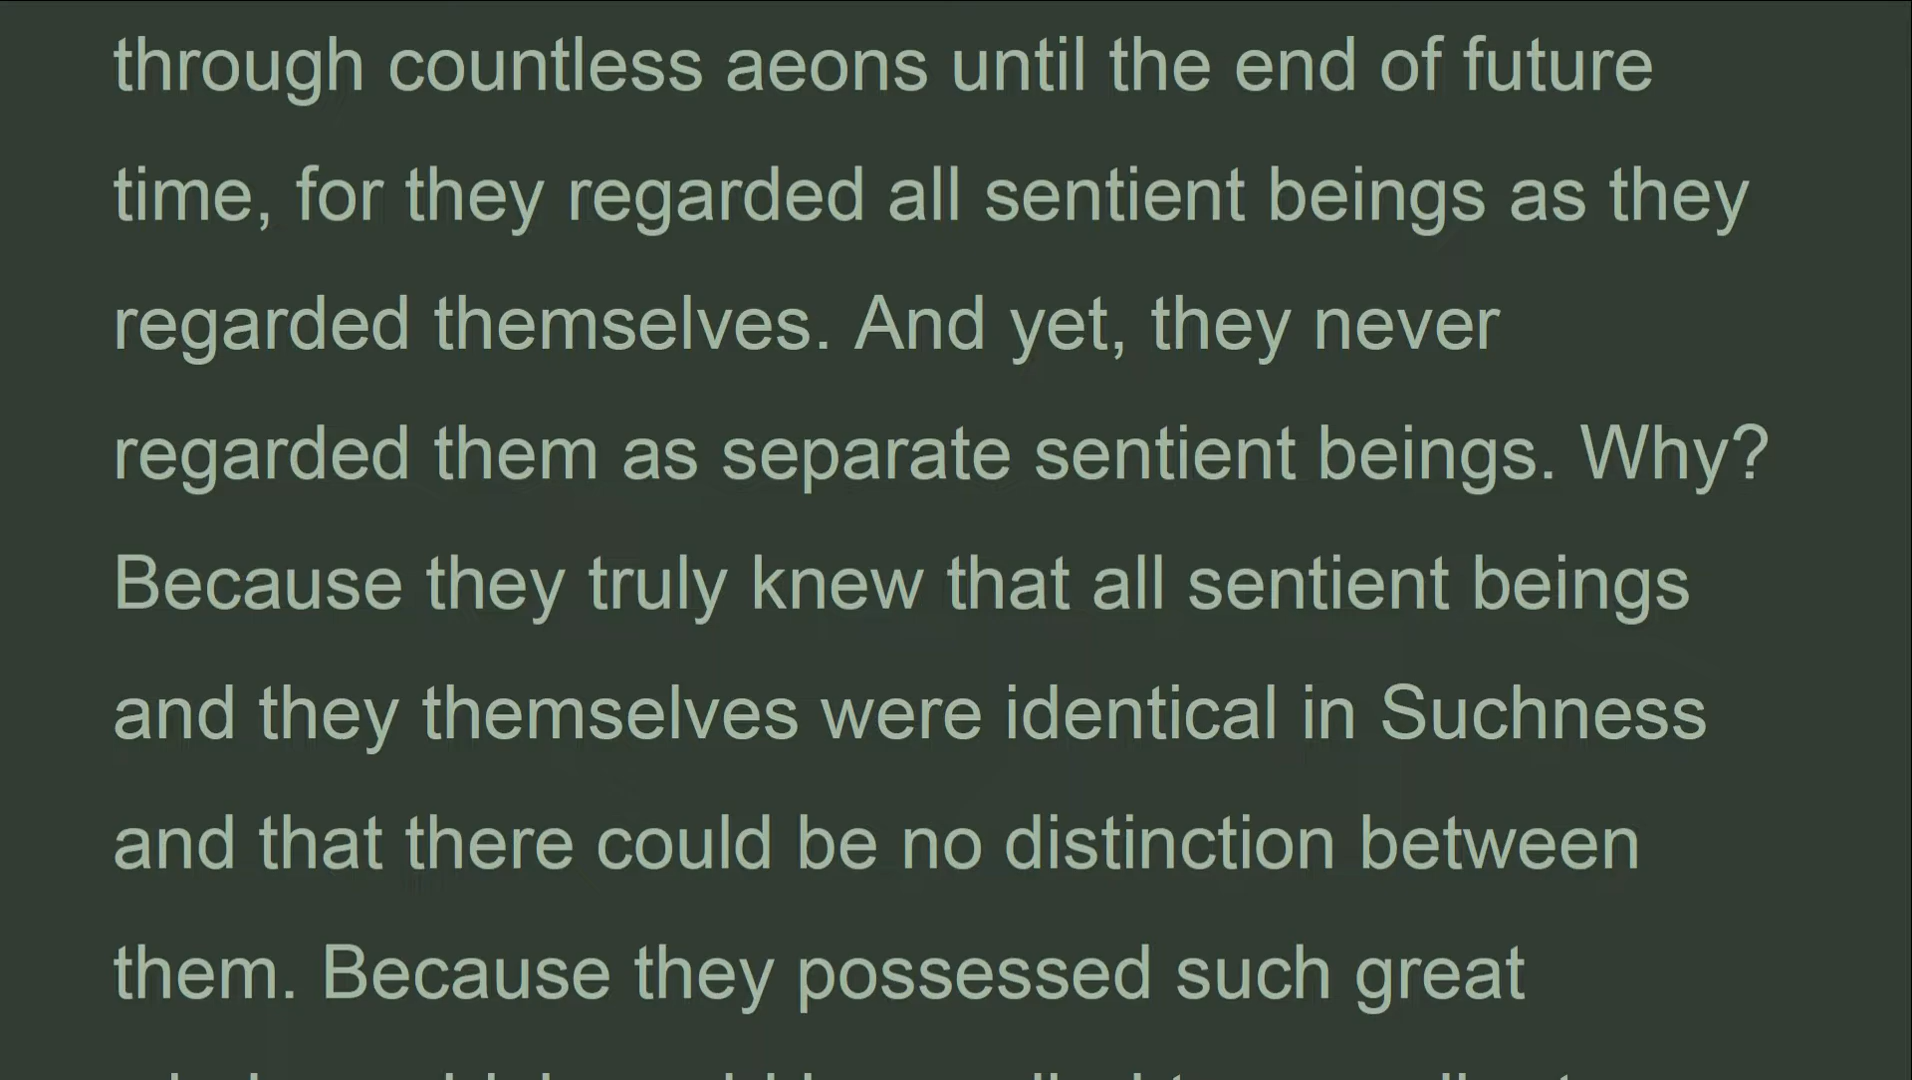 through countless aeons until the end of future
time, for they regarded all sentient beings as they
regarded themselves. And yet, they never
regarded them as separate sentient beings. Why?
Because they truly knew that all sentient beings
and they themselves were identical in Suchness
and that there could be no distinction between
them. Because they possessed such great